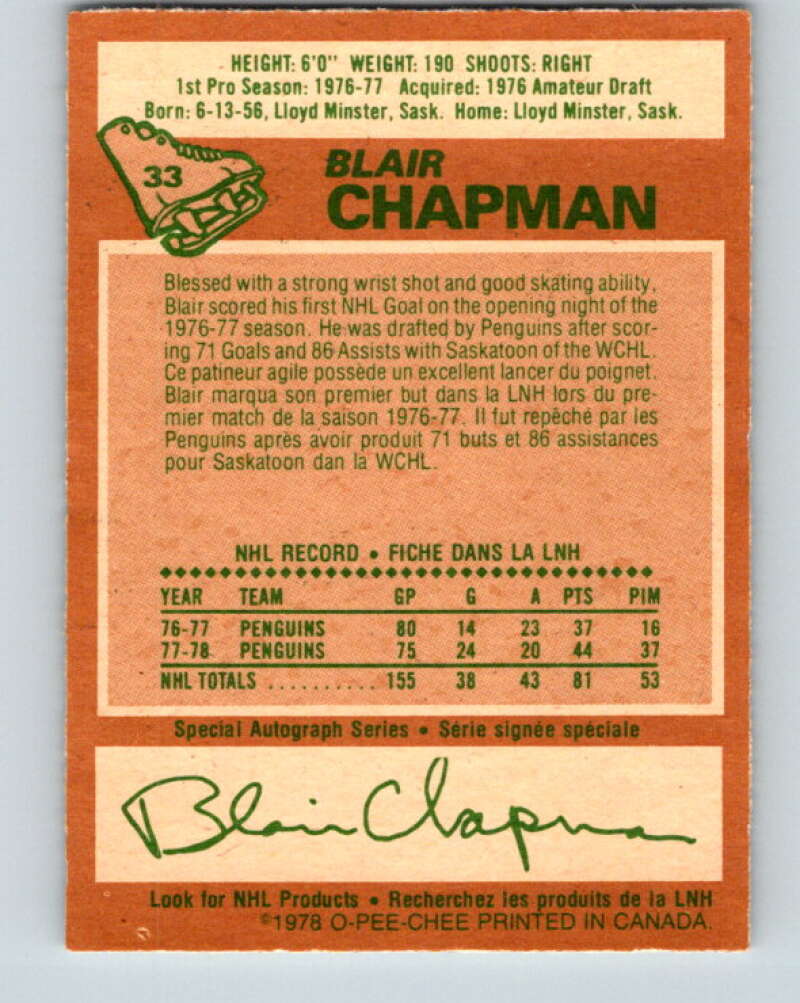 HEIGHT: 6'0" WEIGHT: 190 SHOOTS: RIGHT
1st Pro Season: 1976-77 Acquired: 1976 Amateur Draft
Born: 6-13-56, Lloyd Minster, Sask. Home: Lloyd Minster, Sask.
33
BLAIR
CHAPMAN
Blessed with a strong wrist shot and good skating ability,
Blair scored his first NHL Goal on the opening night of the
1976-77 season. He was drafted by Penguins after scor-
ing 71 Goals and 86 Assists with Saskatoon of the WCHL.
Ce patineur agile possède un excellent lancer du poignet.
Blair marqua son premier but dans la LNH lors du pre-
mier match de la saison 1976-77. Il fut repêché par les
Penguins après avoir produit 71 buts et 86 assistances
pour Saskatoon dan la WCHL.
NHL RECORD • FICHE DANS LA LNH
YEAR TEAM GP G A PTS PIM
76-77 PENGUINS 80 14 23 37 16
77-78 PENGUINS 75 24 20 44 37
NHL TOTALS .......... 155 38 43 81 53
Special Autograph Series • Série signée spéciale
Blair Chapman
Look for NHL Products • Recherchez les produits de la LNH
©1978 O-PEE-CHEE PRINTED IN CANADA.